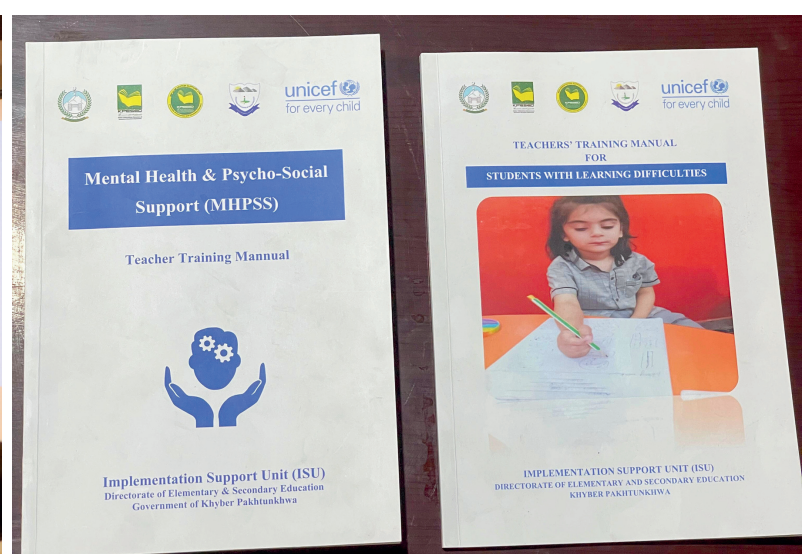 unicef
for every child
Mental Health & Psycho-Social
Support (MHPSS)
Teacher Training Mannual
Implementation Support Unit (ISU)
Directorate of Elementary & Secondary Education
Government of Khyber Pakhtunkhwa
unicef
for every child
TEACHERS' TRAINING MANUAL
FOR
STUDENTS WITH LEARNING DIFFICULTIES
IMPLEMENTATION SUPPORT UNIT (ISU)
DIRECTORATE OF ELEMENTARY AND SECONDARY EDUCATION
KHYBER PAKHTUNKHWA